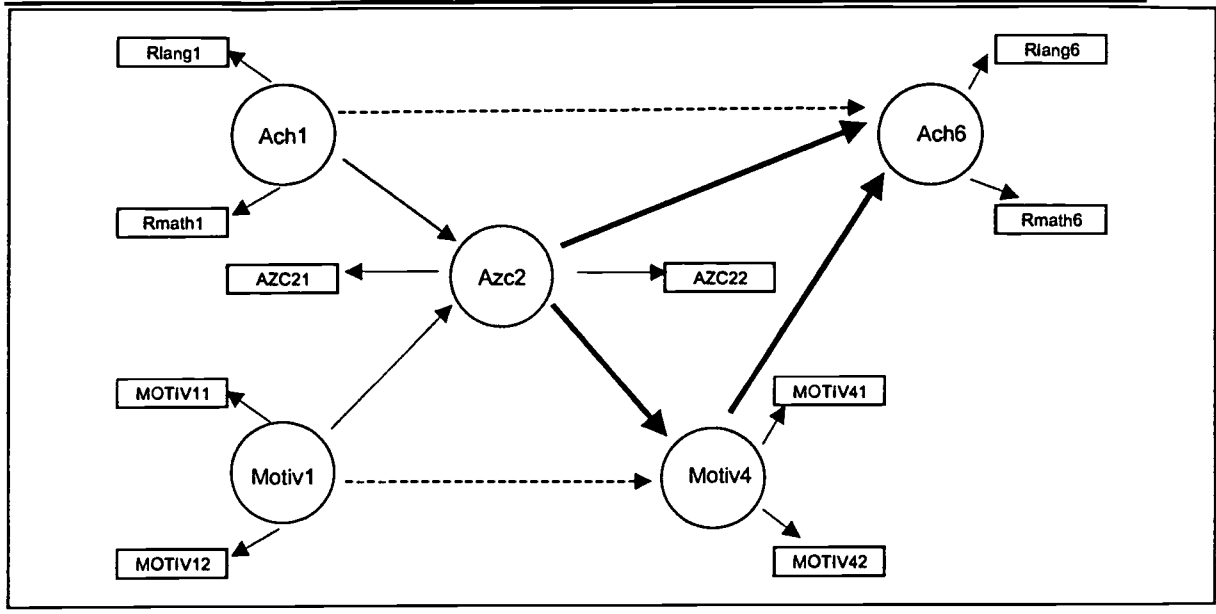 Rlang1
Rlang6
Ach1
Ach6
Rmath1
Rmath6
Azc2
AZC21
AZC22
MOTIV11
MOTIV41
Motiv1
Motiv4
MOTIV12
MOTIV42